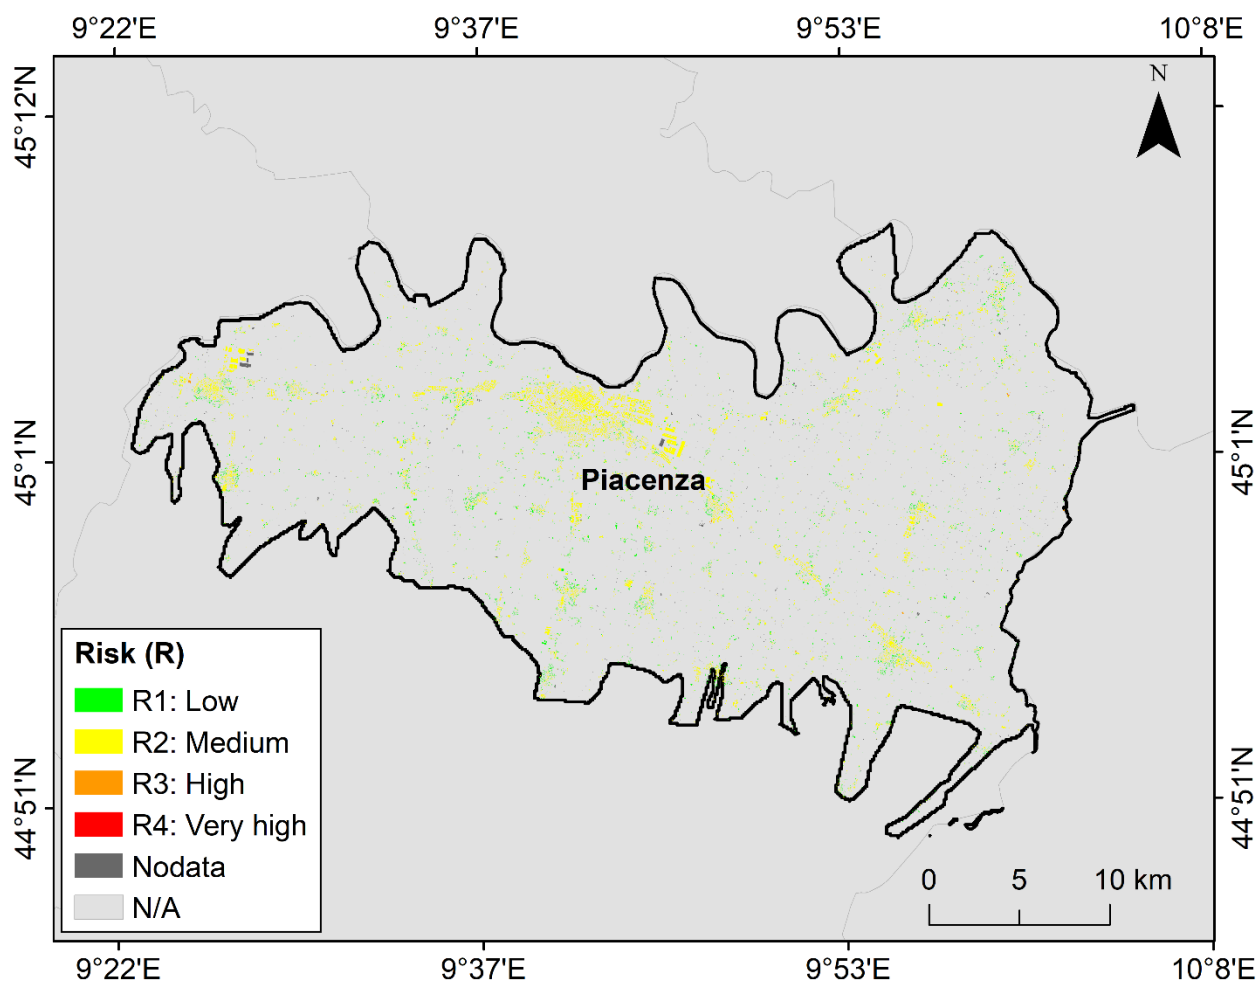 9°22'E 9°37'E 9°53'E 10°8'E
N
45°12'N
45°1'N 45°1'N
Piacenza
Risk (R)
R1: Low
R2: Medium
R3: High
R4: Very high
Nodata
N/A
44°51'N 44°51'N
0 5 10 km
9°22'E 9°37'E 9°53'E 10°8'E